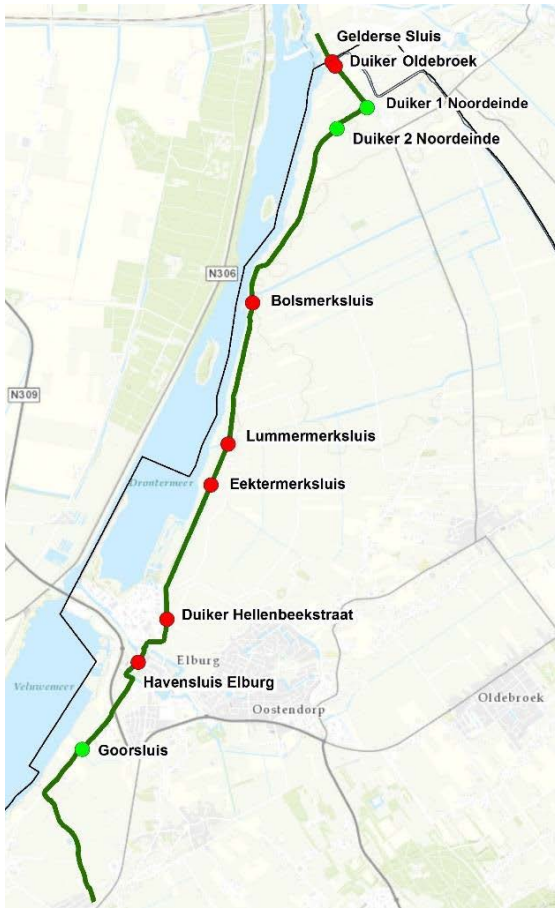 Gelderse Sluis
Duiker Oldebroek
Duiker 1 Noordeinde
Duiker 2 Noordeinde
N306
Bolsmerksluis
N309
Lummermerksluis
Drontermeer
Eektermerksluis
Duiker Hellenbeekstraat
Elburg
Havensluis Elburg
Veluwemeer
Oldebroek
Oostendorp
Goorsluis